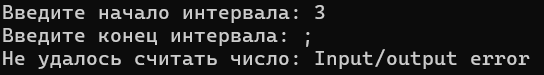 Введите начало интервала: 3
Введите конец интервала: ;
Не удалось считать число: Input/output error